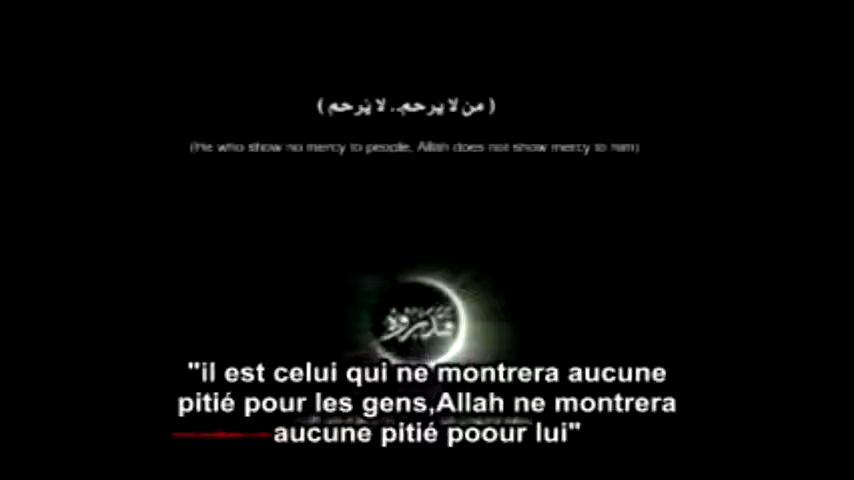 ( من لا يرحم.. لا يُرحم )
(He who show no mercy to people, Allah does not show mercy to him)
"il est celui qui ne montrera aucune
pitié pour les gens,Allah ne montrera
aucune pitié poour lui"